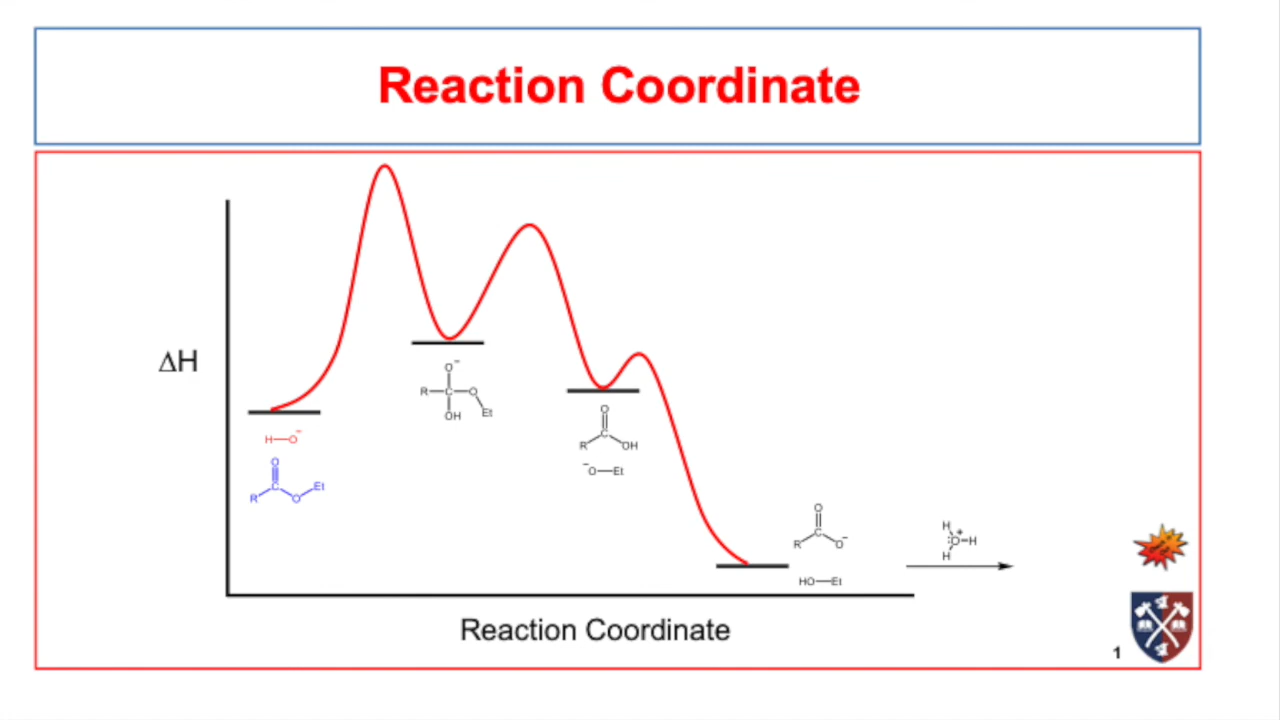 Reaction Coordinate
ΔH
H—O⁻
O
R C O Et
O⁻
R—C—O
OH Et
O
C
R OH
⁻O—Et
O
C
R O⁻
HO—Et
H
:O⁺–H
H
Reaction Coordinate
1